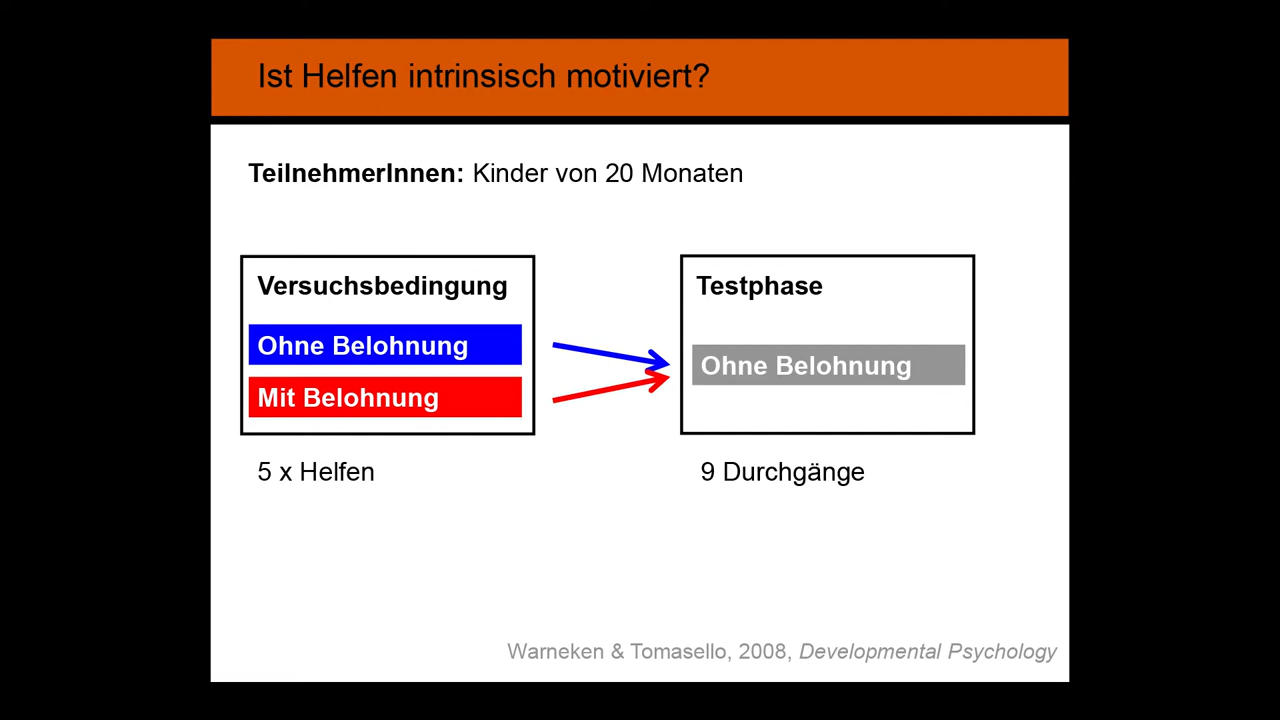 Ist Helfen intrinsisch motiviert?
TeilnehmerInnen: Kinder von 20 Monaten
Versuchsbedingung
Ohne Belohnung
Mit Belohnung
5 x Helfen
Testphase
Ohne Belohnung
9 Durchgänge
Warneken & Tomasello, 2008, Developmental Psychology